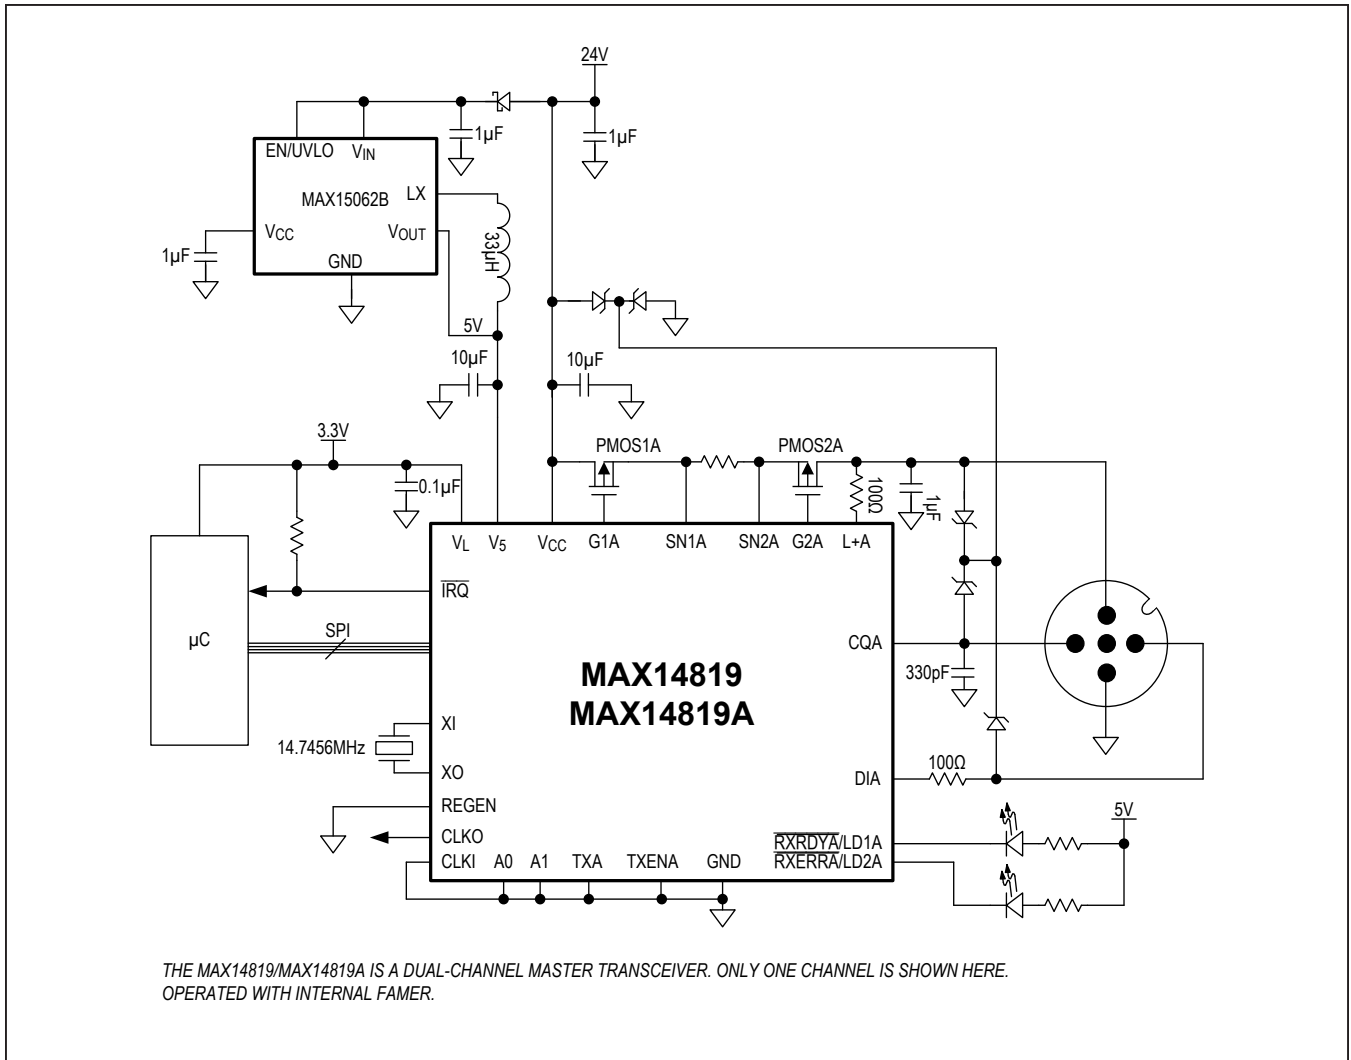 24V
1µF
1µF
EN/UVLO VIN
MAX15062B
LX
VCC
VOUT
GND
1µF
33µH
5V
10µF
10µF
3.3V
0.1µF
PMOS1A
PMOS2A
100Ω
1µF
VL V5 VCC G1A SN1A SN2A G2A L+A
IRQ
µC
SPI
CQA
330pF
MAX14819
MAX14819A
XI
14.7456MHz
XO
100Ω
DIA
REGEN
5V
CLKO
RXRDYA/LD1A
CLKI A0 A1 TXA TXENA GND
RXERRA/LD2A
THE MAX14819/MAX14819A IS A DUAL-CHANNEL MASTER TRANSCEIVER. ONLY ONE CHANNEL IS SHOWN HERE.
OPERATED WITH INTERNAL FAMER.